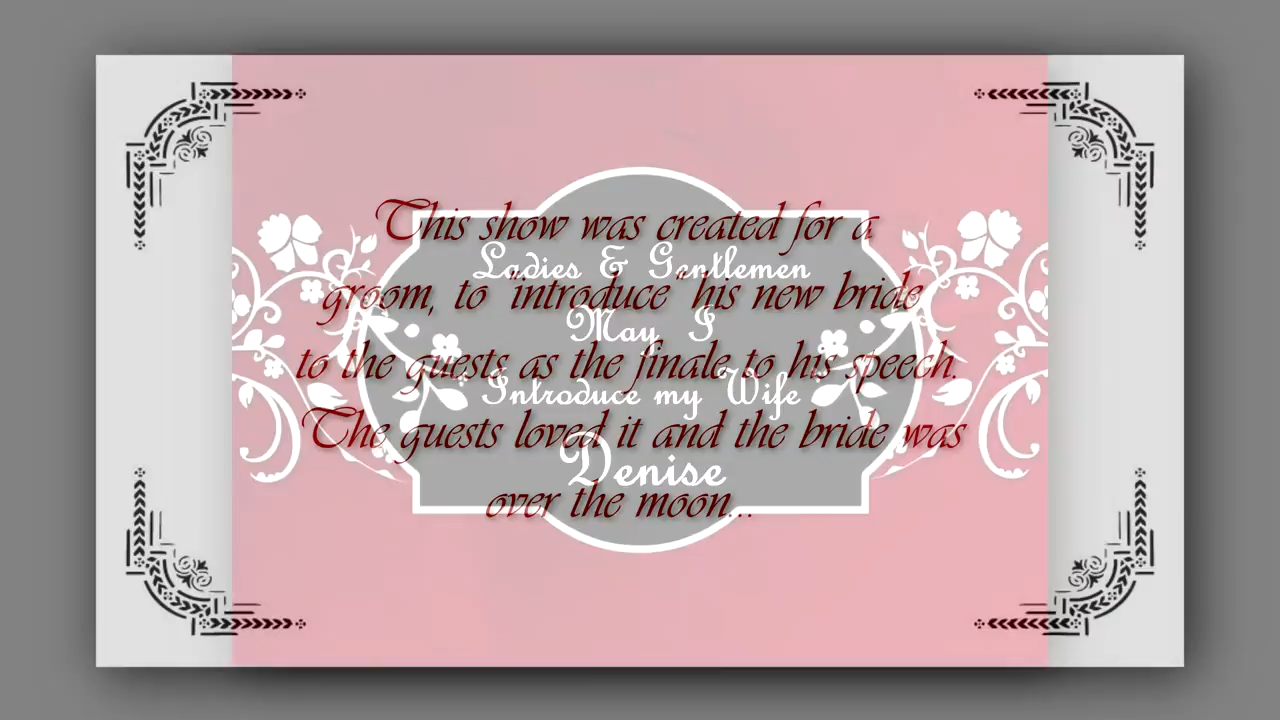 This show was created for a
Ladies & Gentlemen
groom, to "introduce" his new bride
May I
to the guests as the finale to his speech.
Introduce my Wife
The guests loved it and the bride was
Denise
over the moon...